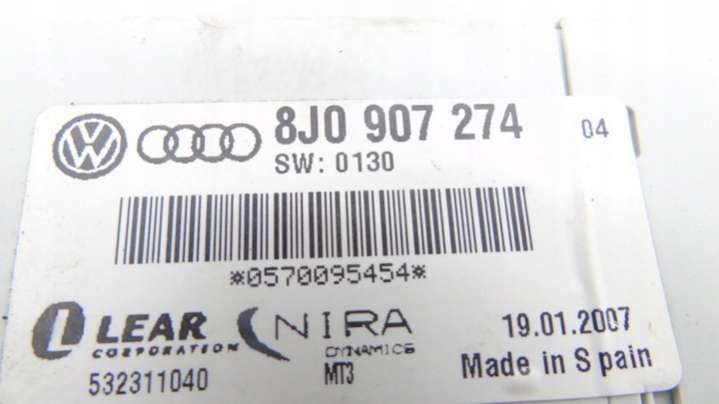 8J0 907 274 04
SW: 0130
*0570095454*
LEAR NIRA 19.01.2007
CORPORATION DYNAMICS
532311040 MT3 Made in Spain